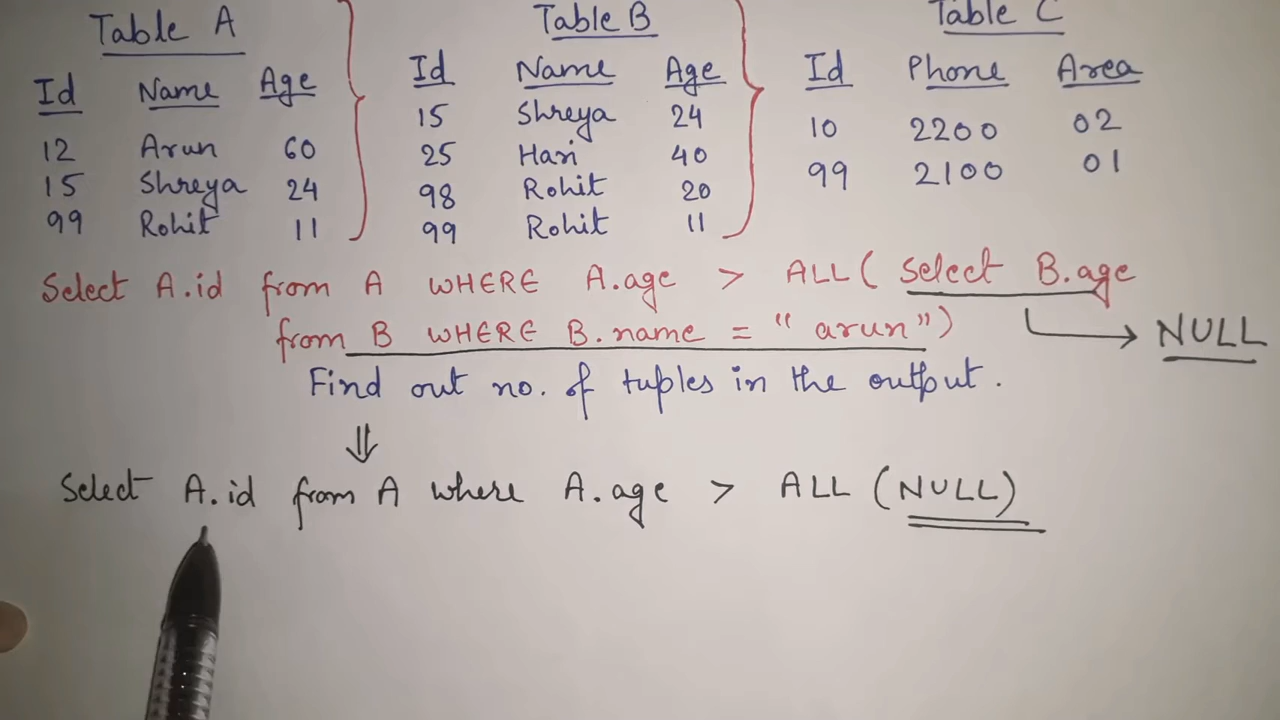 Table A
Id Name Age
12 Arun 60
15 Shreya 24
99 Rohit 11
Table B
Id Name Age
15 Shreya 24
25 Hari 40
98 Rohit 20
99 Rohit 11
Table C
Id Phone Area
10 2200 02
99 2100 01
Select A.id from A WHERE A.age > ALL( Select B.age
from B WHERE B.name = "arun")
NULL
Find out no. of tuples in the output.
Select A.id from A where A.age > ALL (NULL)